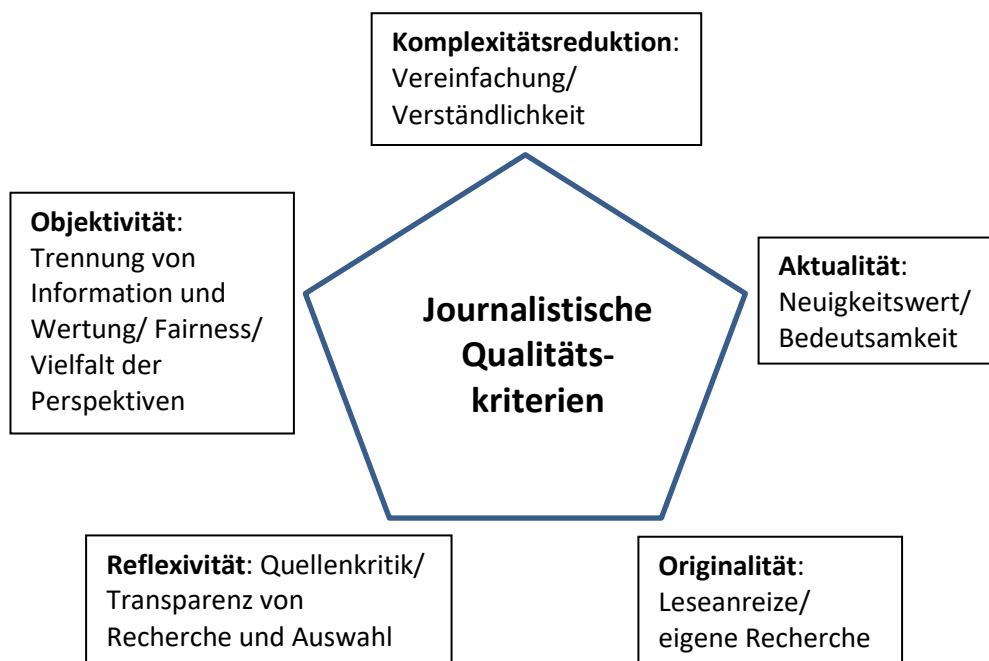 Komplexitätsreduktion:
Vereinfachung/
Verständlichkeit
Objektivität:
Trennung von
Information und
Wertung/ Fairness/
Vielfalt der
Perspektiven
Aktualität:
Neuigkeitswert/
Bedeutsamkeit
Journalistische
Qualitäts-
kriterien
Reflexivität: Quellenkritik/
Transparenz von
Recherche und Auswahl
Originalität:
Leseanreize/
eigene Recherche